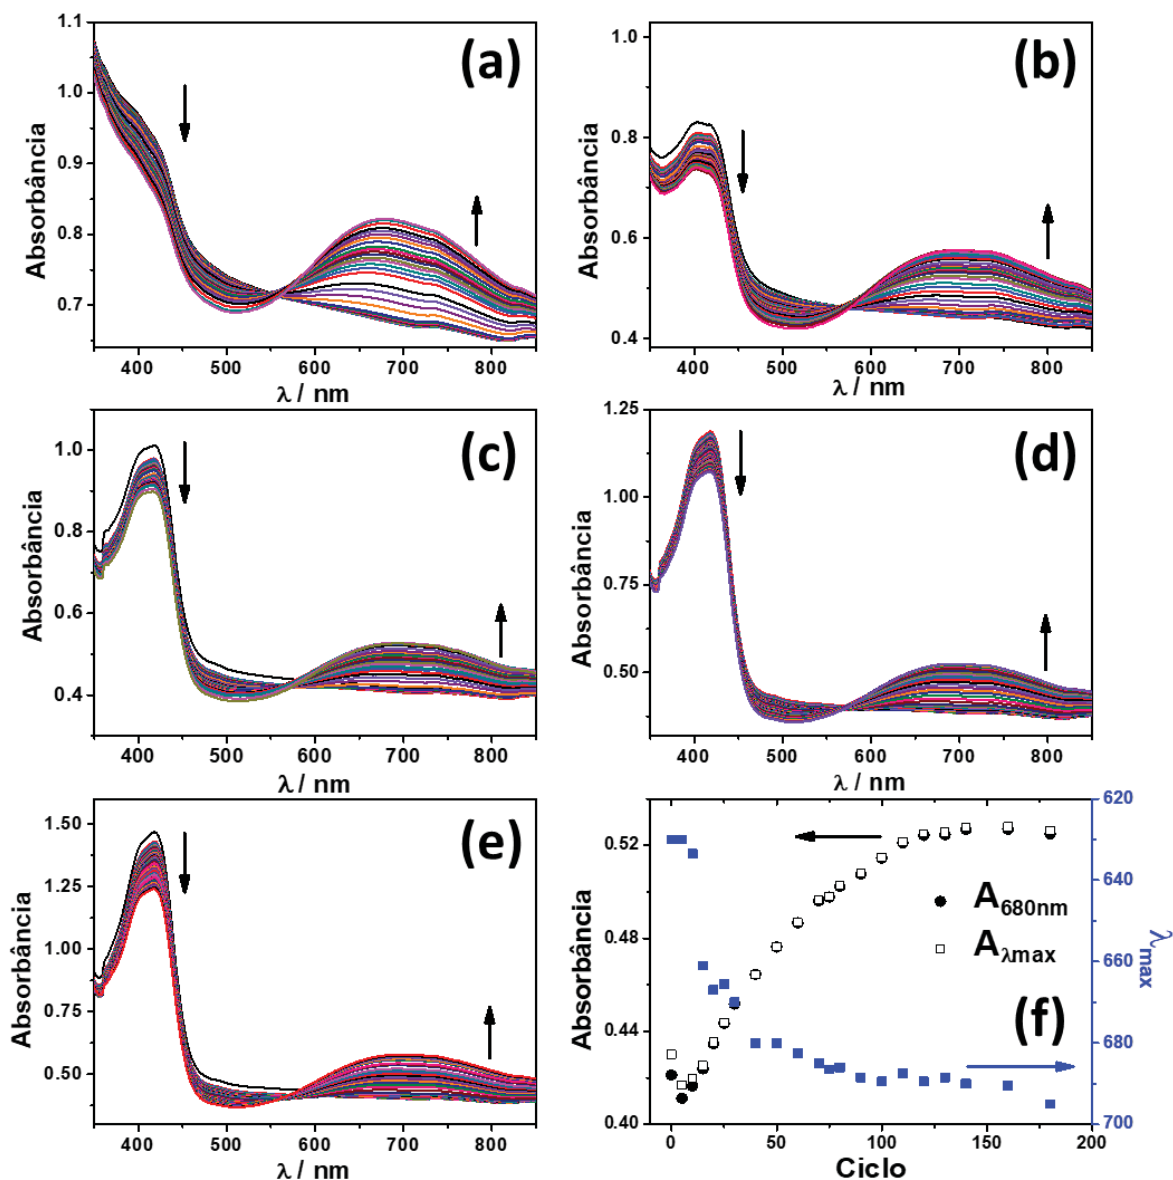 (a)
Absorbância
1.1
1.0
0.9
0.8
0.7
400 500 600 700 800
λ / nm
(b)
Absorbância
1.0
0.8
0.6
0.4
400 500 600 700 800
λ / nm
(c)
Absorbância
1.0
0.8
0.6
0.4
400 500 600 700 800
λ / nm
(d)
Absorbância
1.25
1.00
0.75
0.50
400 500 600 700 800
λ / nm
(e)
Absorbância
1.50
1.25
1.00
0.75
0.50
400 500 600 700 800
λ / nm
(f)
Absorbância
0.52
0.48
0.44
0.40
0 50 100 150 200
Ciclo
A680nm
Aλmax
620
640
660
680
700
λmax